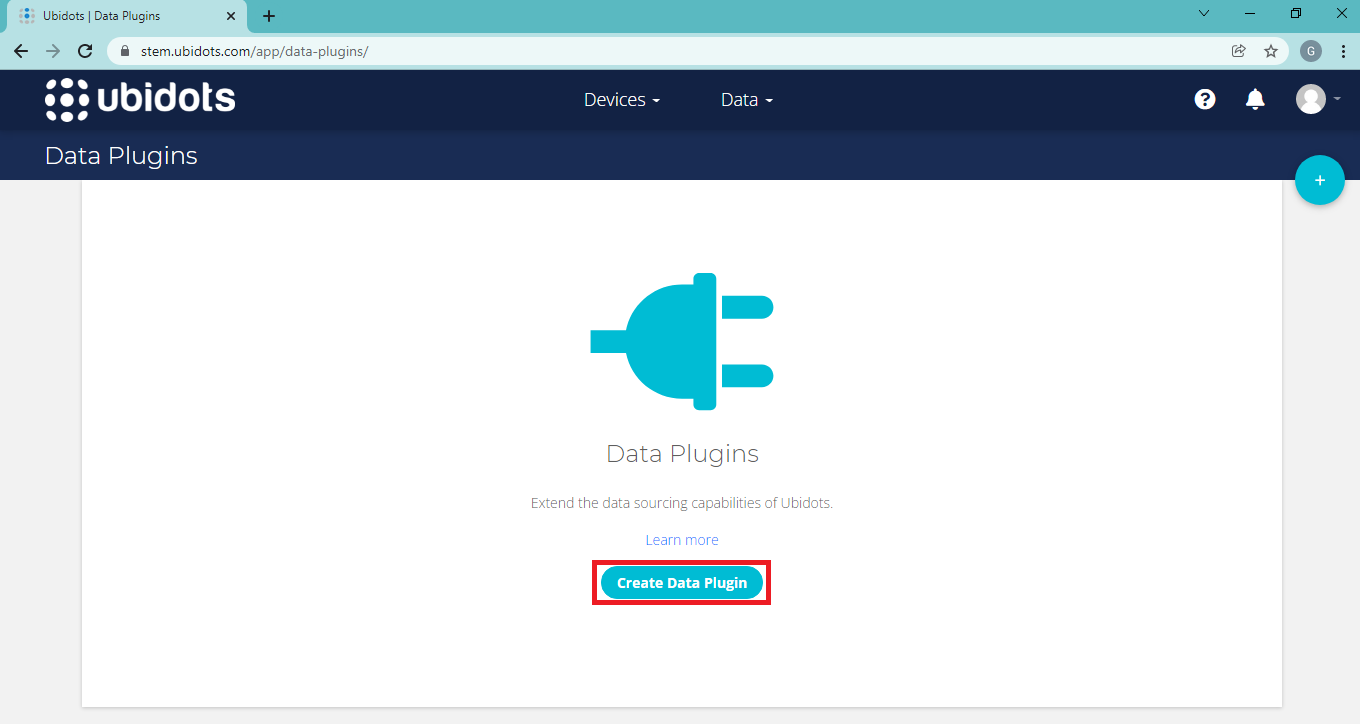 Ubidots | Data Plugins
stem.ubidots.com/app/data-plugins/
G
ubidots
Devices
Data
?
Data Plugins
+
Data Plugins
Extend the data sourcing capabilities of Ubidots.
Learn more
Create Data Plugin